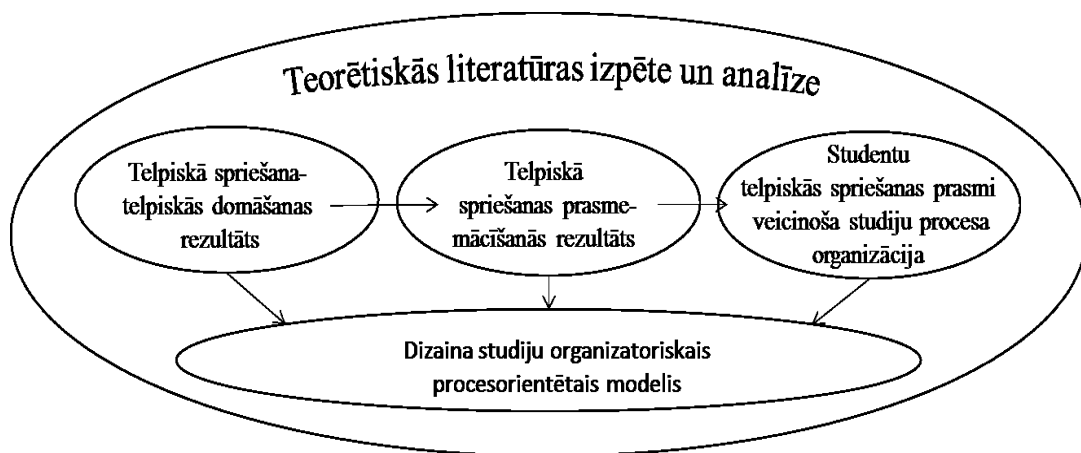 Teorētiskās literatūras izpēte un analīze
Telpiskā spriešana-
telpiskās domāšanas
rezultāts
Telpiskā
spriešanas prasme-
mācīšanās rezultāts
Studentu
telpiskās spriešanas prasmi
veicinoša studiju procesa
organizācija
Dizaina studiju organizatoriskais
procesorientētais modelis